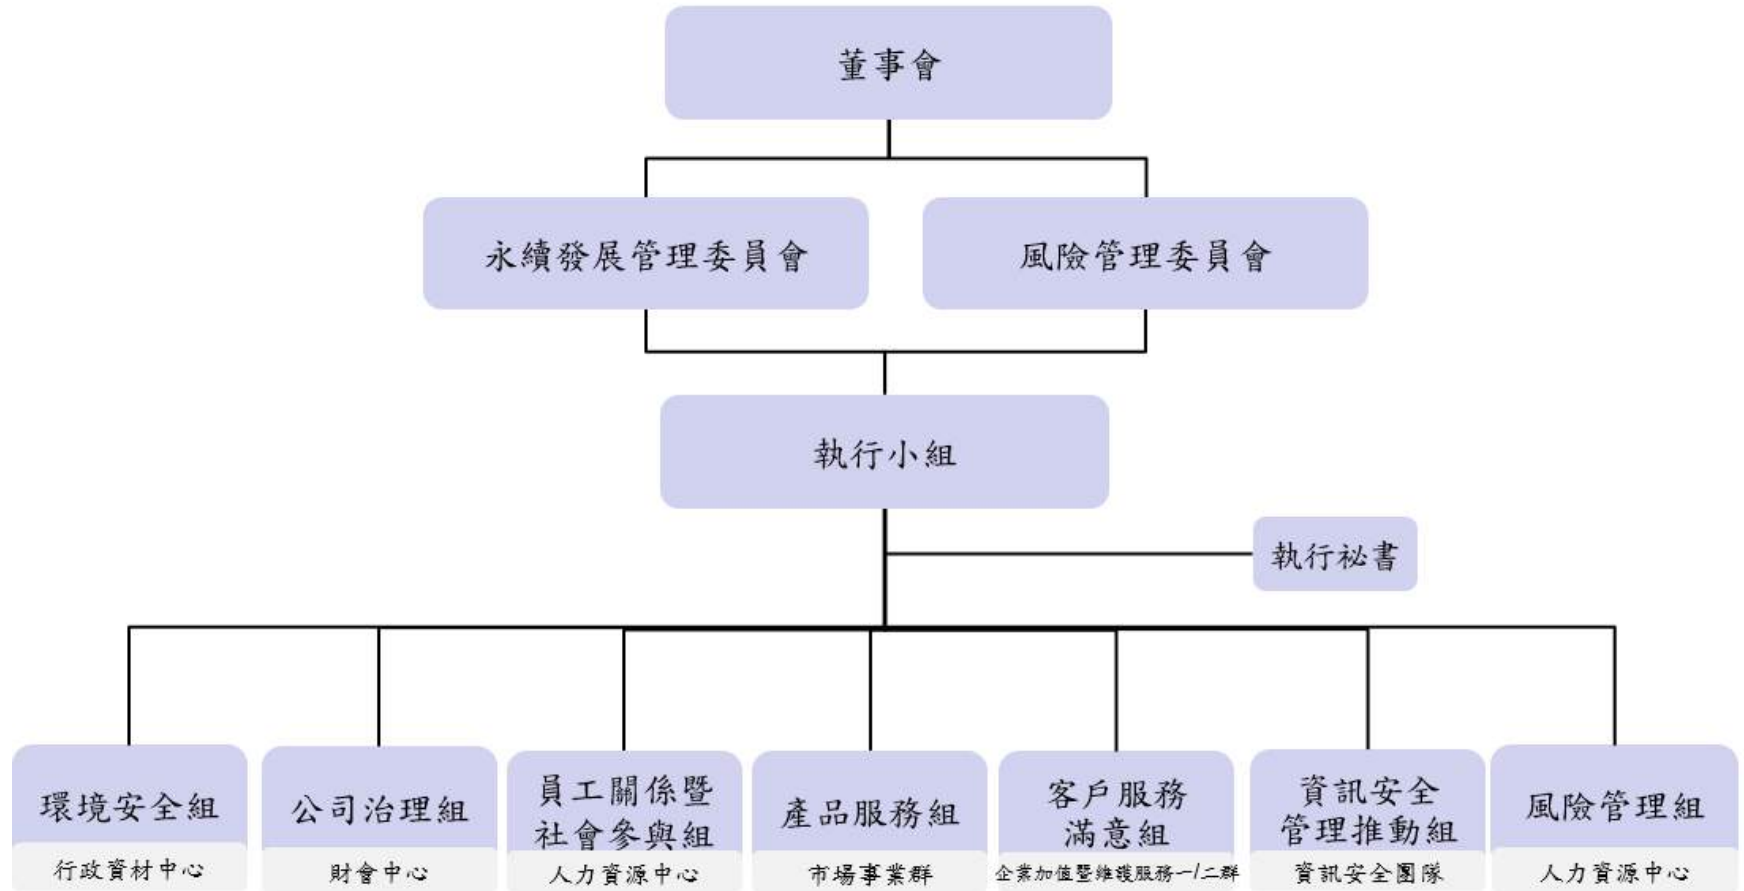 董事會
永續發展管理委員會
風險管理委員會
執行小組
執行祕書
環境安全組
行政資材中心
公司治理組
財會中心
員工關係暨
社會參與組
人力資源中心
產品服務組
市場事業群
客戶服務
滿意組
企業加值暨維護服務一/二群
資訊安全
管理推動組
資訊安全團隊
風險管理組
人力資源中心